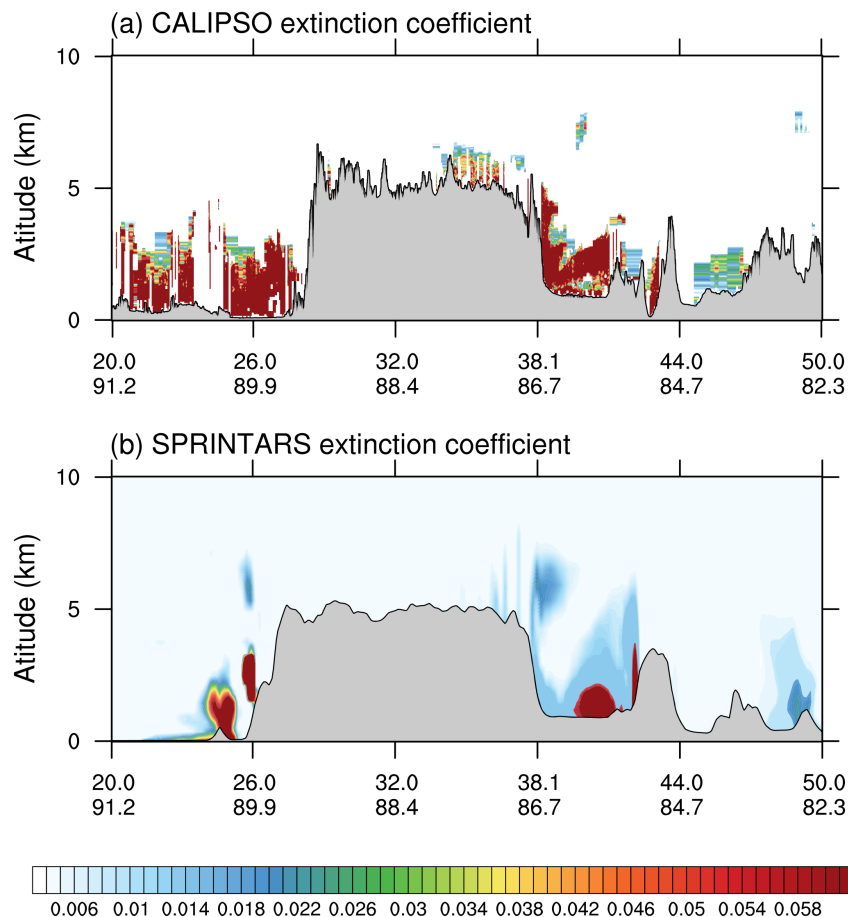 (a) CALIPSO extinction coefficient
10
5
0
Atitude (km)
20.0 26.0 32.0 38.1 44.0 50.0
91.2 89.9 88.4 86.7 84.7 82.3
(b) SPRINTARS extinction coefficient
10
5
0
Atitude (km)
20.0 26.0 32.0 38.1 44.0 50.0
91.2 89.9 88.4 86.7 84.7 82.3
0.006 0.01 0.014 0.018 0.022 0.026 0.03 0.034 0.038 0.042 0.046 0.05 0.054 0.058